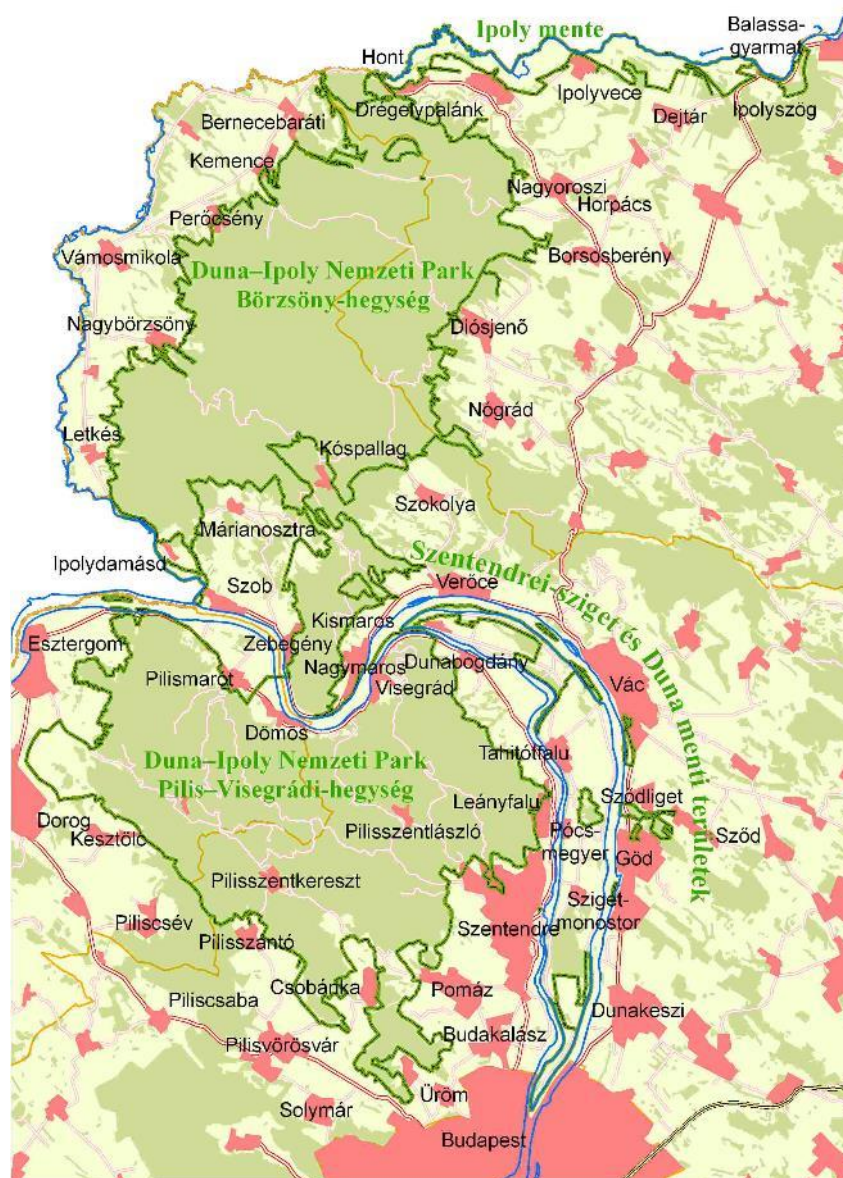 Balassa-
gyarmat
Ipoly mente
Hont
Ipolyvece
Drégelypalánk
Ipolyszög
Dejtár
Bernecebaráti
Kemence
Nagyoroszi
Horpács
Perőcsény
Vámosmikola
Borsosberény
Duna–Ipoly Nemzeti Park
Börzsöny-hegység
Nagybörzsöny
Diósjenő
Nógrád
Letkés
Kóspallag
Szokolya
Márianosztra
Ipolydamásd
Szentendrei-sziget és Duna menti területek
Szob
Verőce
Kismaros
Esztergom
Zebegény
Nagymaros
Dunabogdány
Pilismarót
Visegrád
Vác
Dömös
Tahitótfalu
Duna–Ipoly Nemzeti Park
Pilis–Visegrádi-hegység
Leányfalu
Sződliget
Dorog
Kesztölc
Pilisszentlászló
Pócs-
megyer
Sződ
Göd
Pilisszentkereszt
Sziget-
monostor
Piliscsév
Szentendre
Pilisszántó
Csobánka
Pomáz
Piliscsaba
Dunakeszi
Budakalász
Pilisvörösvár
Üröm
Solymár
Budapest